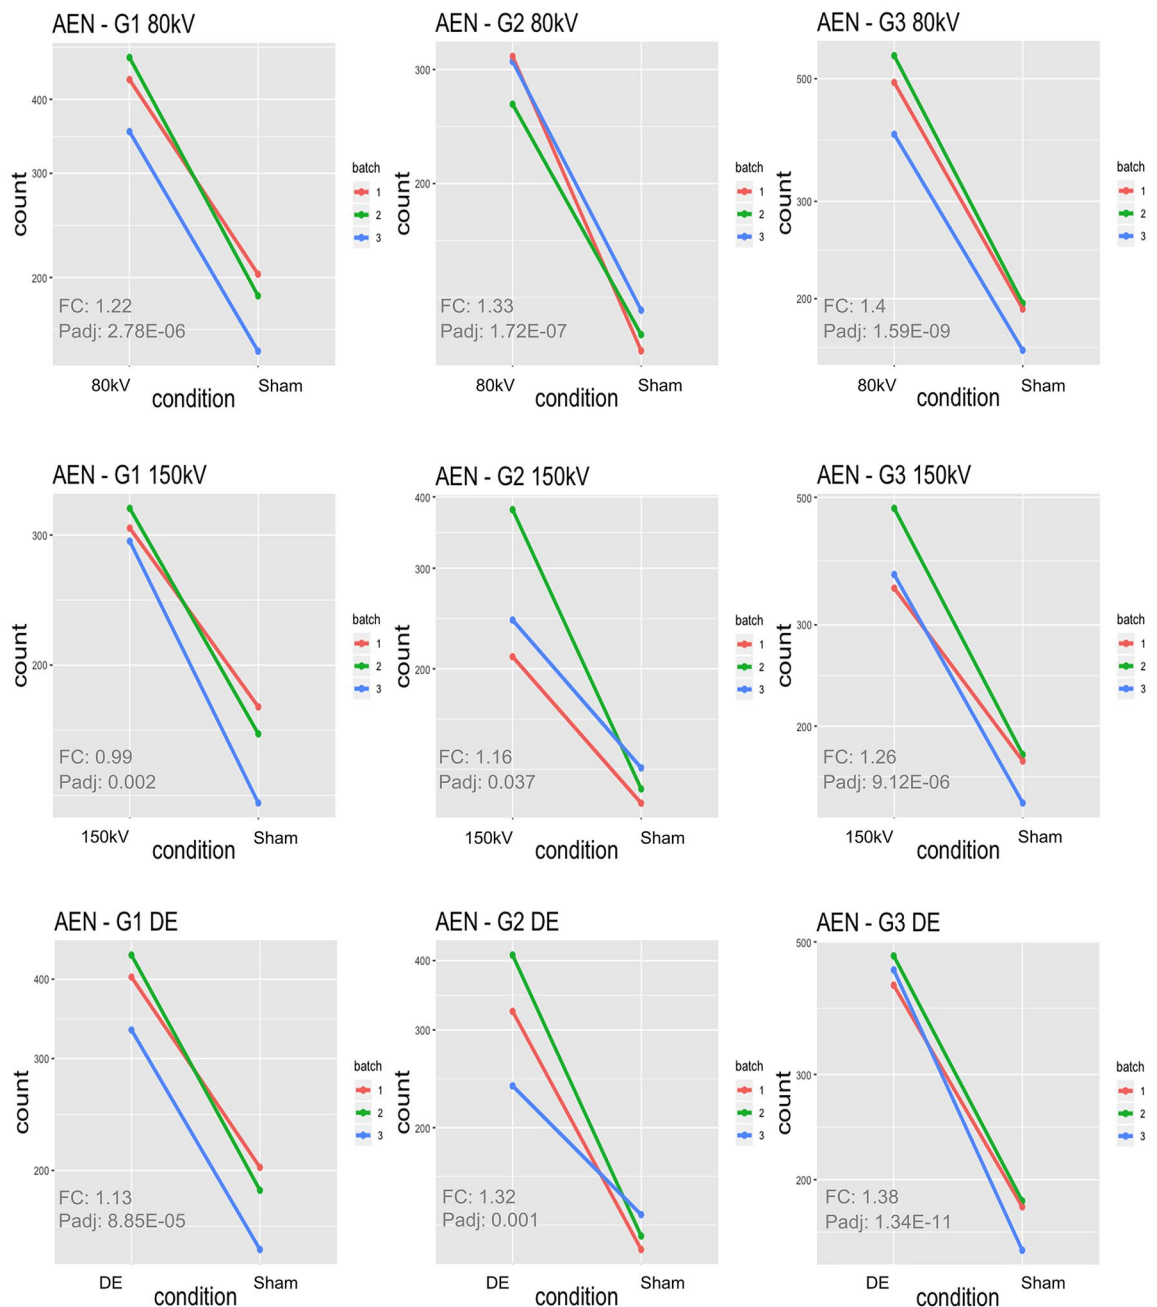 AEN - G1 80kV
400
300
200
count
FC: 1.22
Padj: 2.78E-06
80kV
Sham
condition
batch
1
2
3
AEN - G2 80kV
300
200
count
FC: 1.33
Padj: 1.72E-07
80kV
Sham
condition
batch
1
2
3
AEN - G3 80kV
500
300
200
count
FC: 1.4
Padj: 1.59E-09
80kV
Sham
condition
batch
1
2
3
AEN - G1 150kV
300
200
count
FC: 0.99
Padj: 0.002
150kV
Sham
condition
batch
1
2
3
AEN - G2 150kV
400
300
200
count
FC: 1.16
Padj: 0.037
150kV
Sham
condition
batch
1
2
3
AEN - G3 150kV
500
300
200
count
FC: 1.26
Padj: 9.12E-06
150kV
Sham
condition
batch
1
2
3
AEN - G1 DE
400
300
200
count
FC: 1.13
Padj: 8.85E-05
DE
Sham
condition
batch
1
2
3
AEN - G2 DE
400
300
200
count
FC: 1.32
Padj: 0.001
DE
Sham
condition
batch
1
2
3
AEN - G3 DE
500
300
200
count
FC: 1.38
Padj: 1.34E-11
DE
Sham
condition
batch
1
2
3